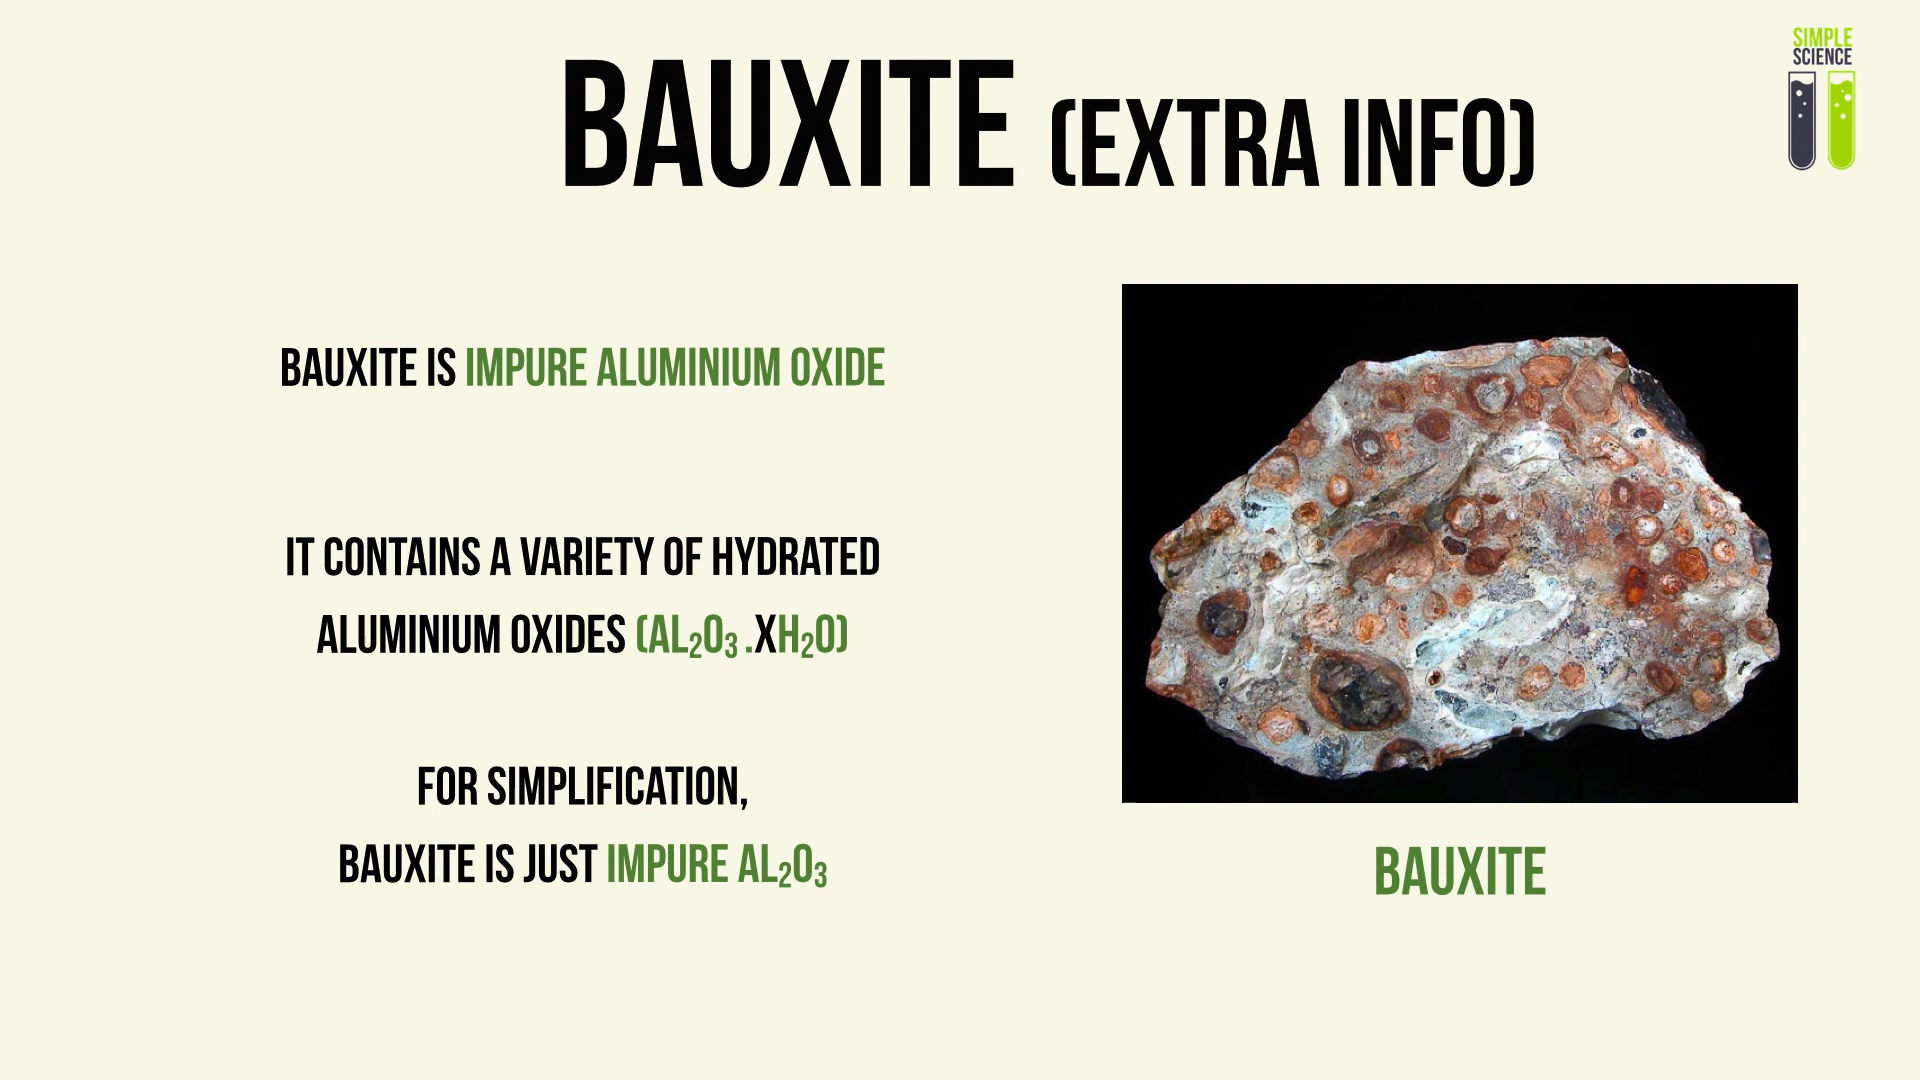 BAUXITE (EXTRA INFO)
SIMPLE
SCIENCE
BAUXITE IS IMPURE ALUMINIUM OXIDE
IT CONTAINS A VARIETY OF HYDRATED
ALUMINIUM OXIDES (AL₂O₃ .XH₂O)
FOR SIMPLIFICATION,
BAUXITE IS JUST IMPURE AL₂O₃
BAUXITE